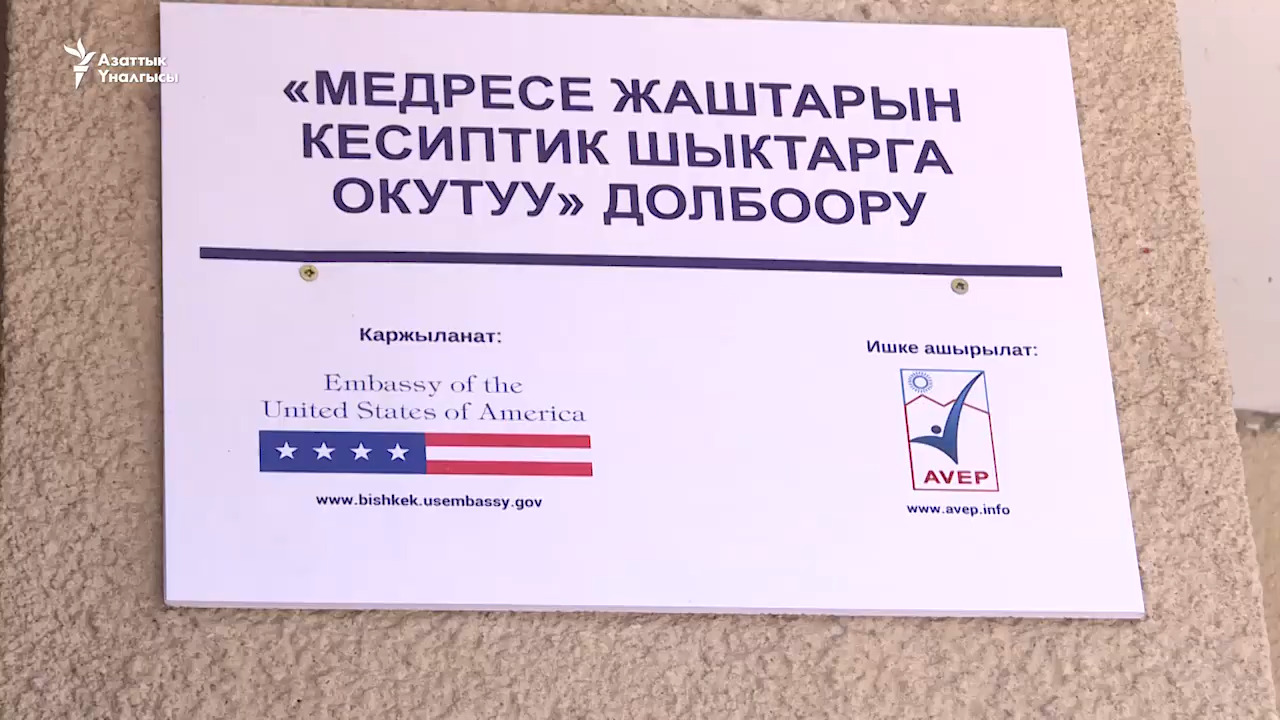 Азаттык
Үналгысы
«МЕДРЕСЕ ЖАШТАРЫН
КЕСИПТИК ШЫКТАРГА
ОКУТУУ» ДОЛБООРУ
Каржыланат:
Embassy of the
United States of America
www.bishkek.usembassy.gov
Ишке ашырылат:
AVEP
www.avep.info